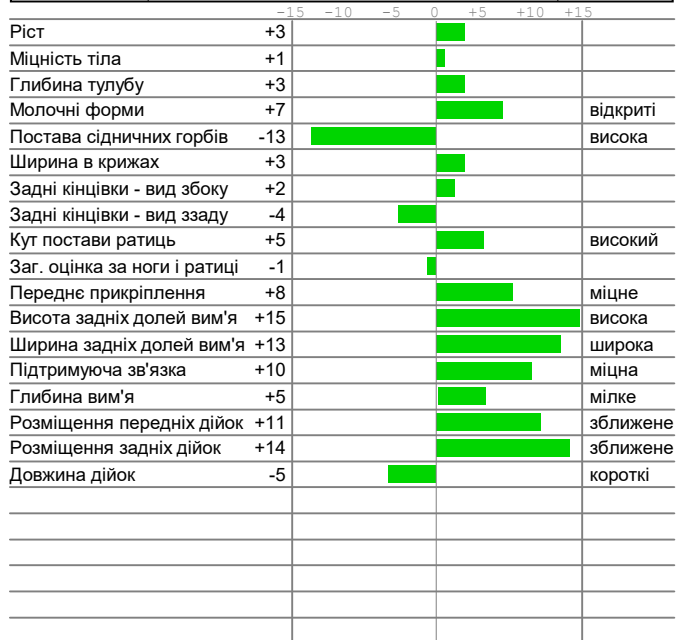 -15 -10 -5 0 +5 +10 +15
Ріст +3
Міцність тіла +1
Глибина тулубу +3
Молочні форми +7 відкриті
Постава сідничних горбів -13 висока
Ширина в крижах +3
Задні кінцівки - вид збоку +2
Задні кінцівки - вид ззаду -4
Кут постави ратиць +5 високий
Заг. оцінка за ноги і ратиці -1
Переднє прикріплення +8 міцне
Висота задніх долей вим'я +15 висока
Ширина задніх долей вим'я +13 широка
Підтримуюча зв'язка +10 міцна
Глибина вим'я +5 мілке
Розміщення передніх дійок +11 зближене
Розміщення задніх дійок +14 зближене
Довжина дійок -5 короткі